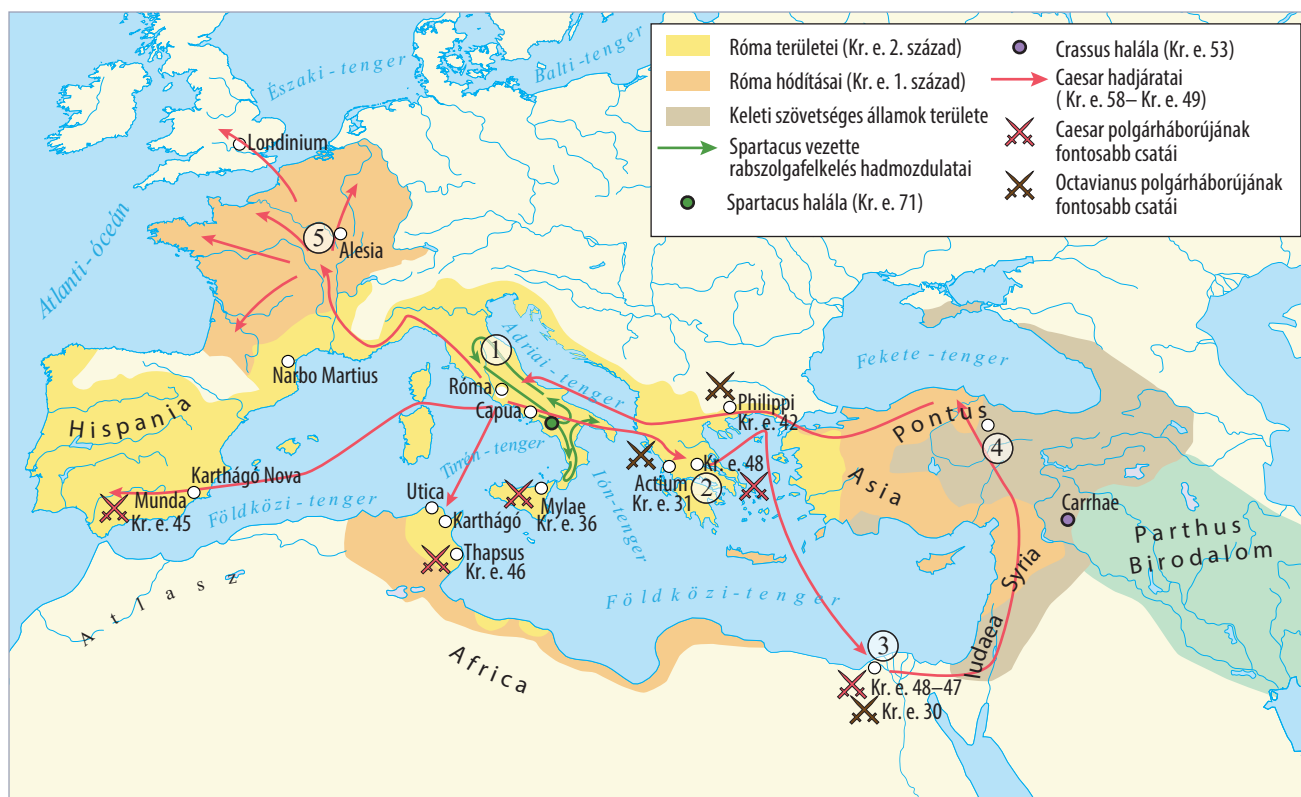 Róma területei (Kr. e. 2. század)
Róma hódításai (Kr. e. 1. század)
Keleti szövetséges államok területe
Spartacus vezette
rabszolgafelkelés hadmozdulatai
Spartacus halála (Kr. e. 71)
Crassus halála (Kr. e. 53)
Caesar hadjáratai
( Kr. e. 58– Kr. e. 49)
Caesar polgárháborújának
fontosabb csatái
Octavianus polgárháborújának
fontosabb csatái
Északi-tenger
Balti-tenger
Londinium
Atlanti-óceán
5
Alesia
Narbo Martius
Hispania
Karthágó Nova
Munda
Kr. e. 45
Földközi-tenger
1
Adriai-tenger
Róma
Capua
Tirrén-tenger
Utica
Karthágó
Thapsus
Kr. e. 46
Mylae
Kr. e. 36
Ión-tenger
Philippi
Kr. e. 42
Kr. e. 48
Actium
Kr. e. 31
2
Fekete-tenger
Pontus
4
Asia
Carrhae
Parthus
Birodalom
Syria
Iudaea
Földközi-tenger
3
Kr. e. 48–47
Kr. e. 30
Atlasz
Africa